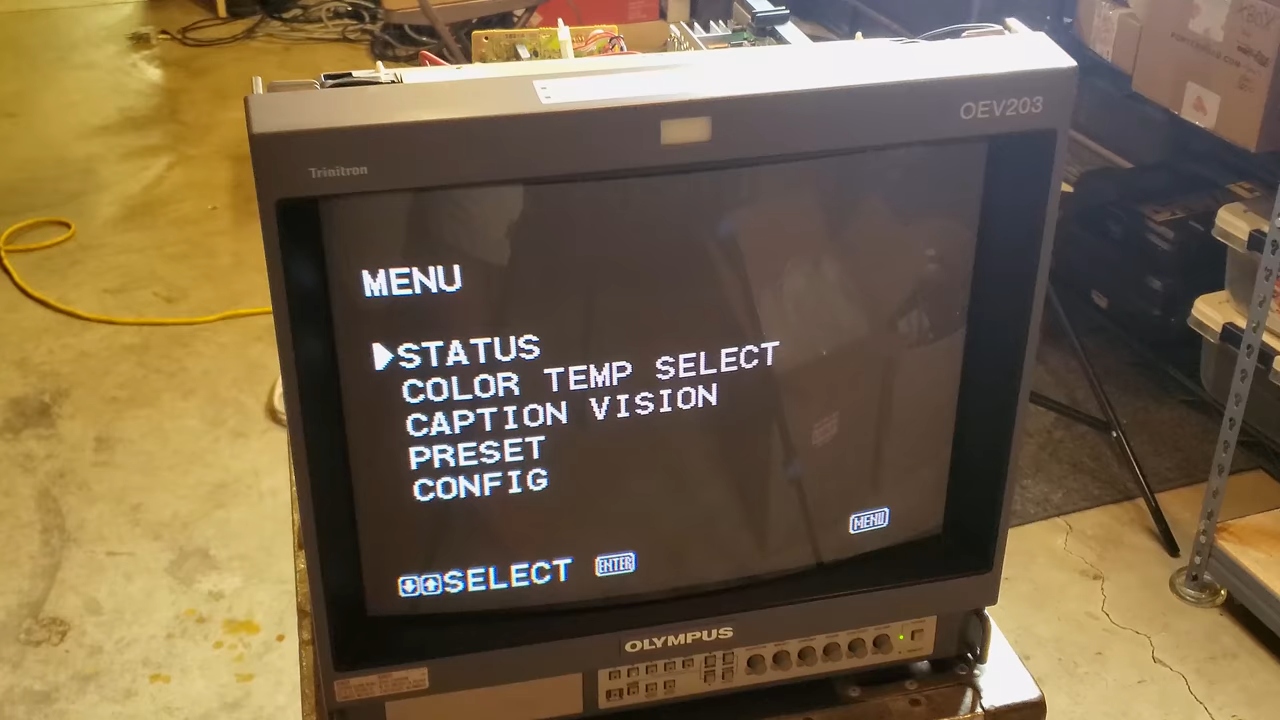 OEV203
Trinitron
MENU
STATUS
COLOR TEMP SELECT
CAPTION VISION
PRESET
CONFIG
MENU
SELECT ENTER
OLYMPUS